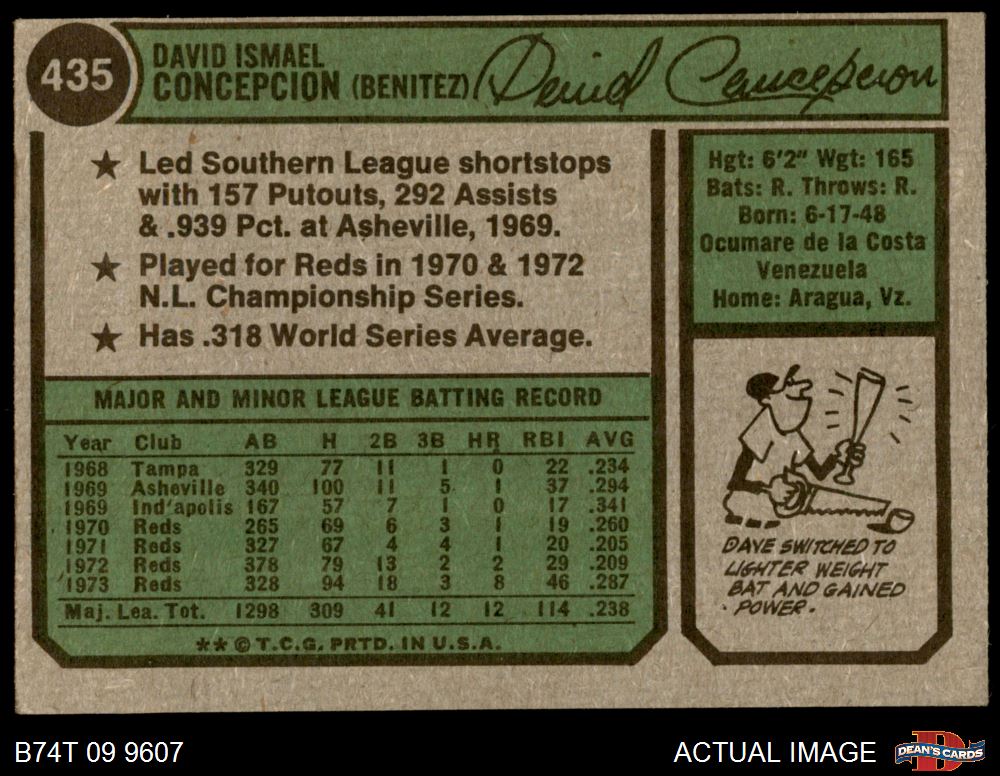 435
DAVID ISMAEL
CONCEPCION (BENITEZ)
David Concepcion
★ Led Southern League shortstops
with 157 Putouts, 292 Assists
& .939 Pct. at Asheville, 1969.
★ Played for Reds in 1970 & 1972
N.L. Championship Series.
★ Has .318 World Series Average.
Hgt: 6'2" Wgt: 165
Bats: R. Throws: R.
Born: 6-17-48
Ocumare de la Costa
Venezuela
Home: Aragua, Vz.
MAJOR AND MINOR LEAGUE BATTING RECORD
Year Club AB H 2B 3B HR RBI AVG
1968 Tampa 329 77 11 1 0 22 .234
1969 Asheville 340 100 11 5 1 37 .294
1969 Ind'apolis 167 57 7 1 0 17 .341
1970 Reds 265 69 6 3 1 19 .260
1971 Reds 327 67 4 4 1 20 .205
1972 Reds 378 79 13 2 2 29 .209
1973 Reds 328 94 18 3 8 46 .287
Maj. Lea. Tot. 1298 309 41 12 12 114 .238
** © T.C.G. PRTD. IN U.S.A.
DAVE SWITCHED TO
LIGHTER WEIGHT
BAT AND GAINED
POWER.
B74T 09 9607
ACTUAL IMAGE
DEAN'S CARDS